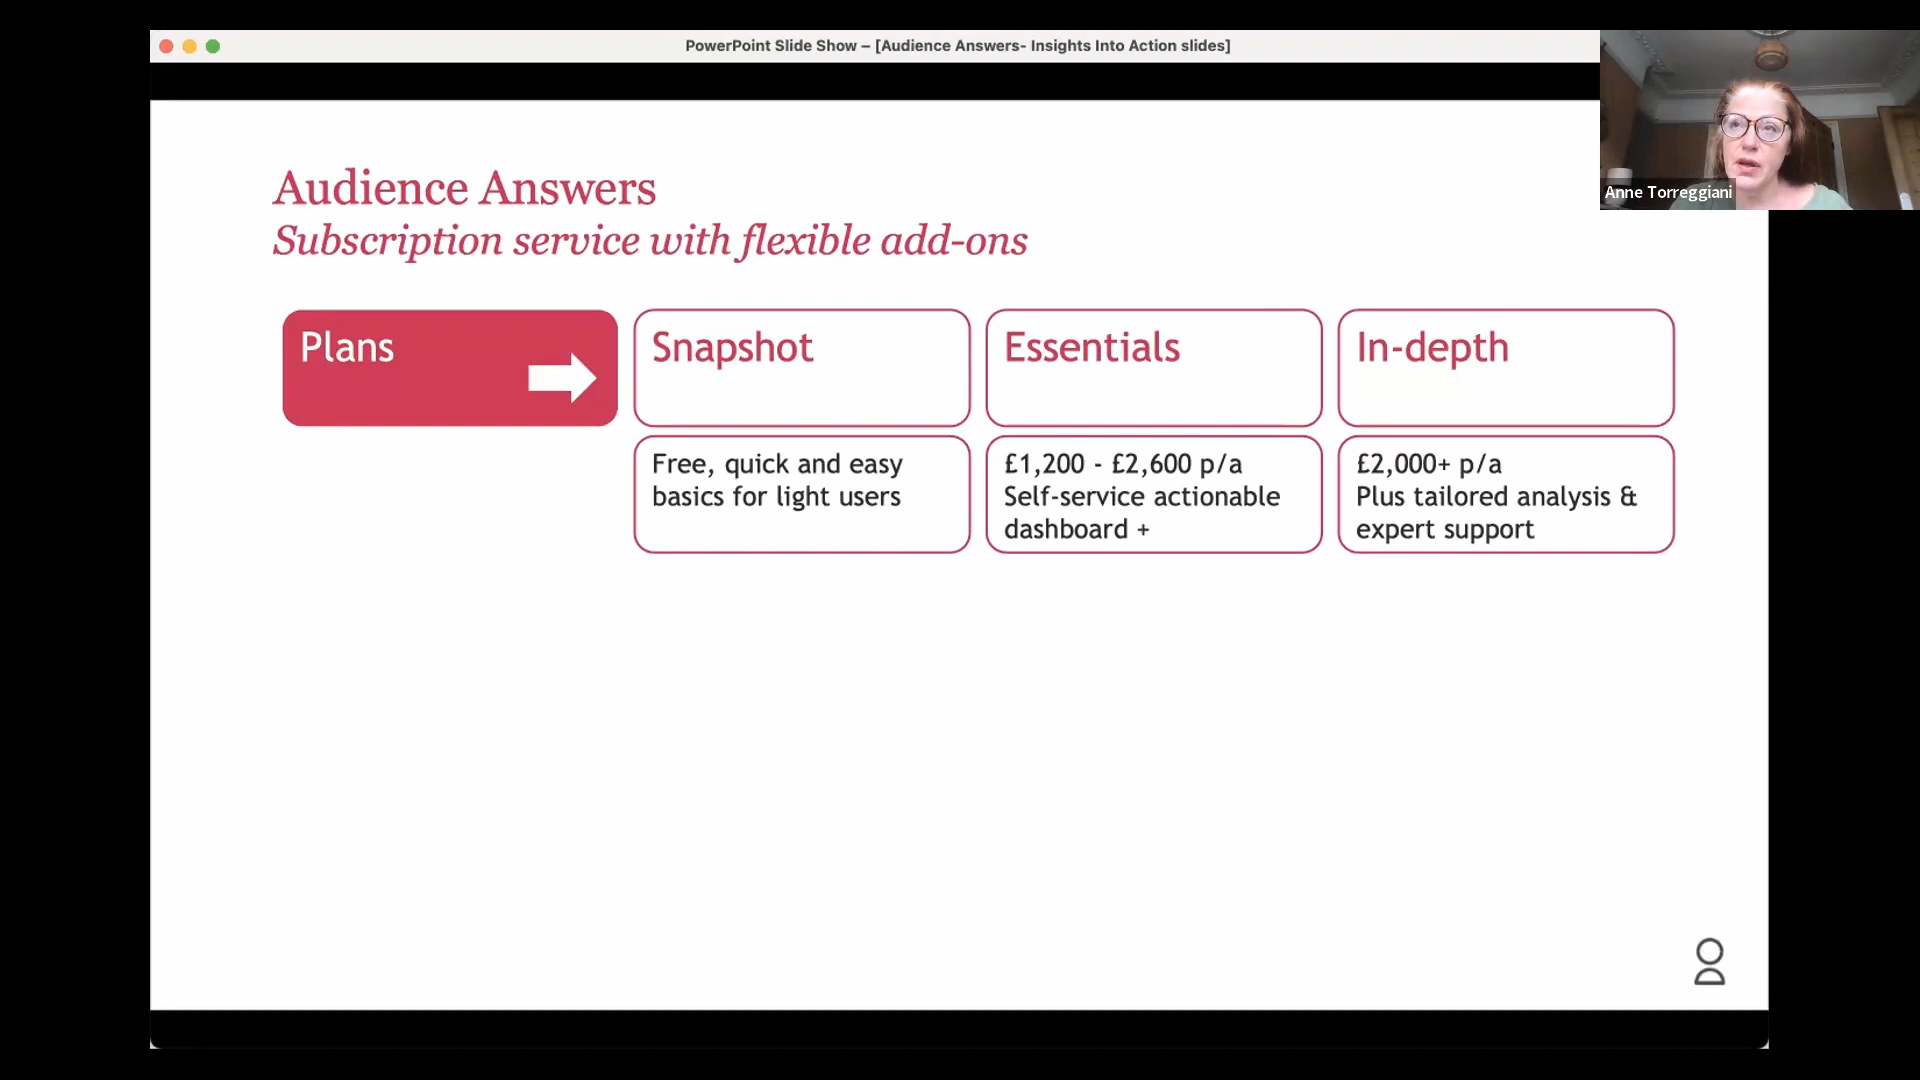 PowerPoint Slide Show – [Audience Answers- Insights Into Action slides]
Anne Torreggiani
Audience Answers
Subscription service with flexible add-ons
Plans
Snapshot
Essentials
In-depth
Free, quick and easy
basics for light users
£1,200 - £2,600 p/a
Self-service actionable
dashboard +
£2,000+ p/a
Plus tailored analysis &
expert support